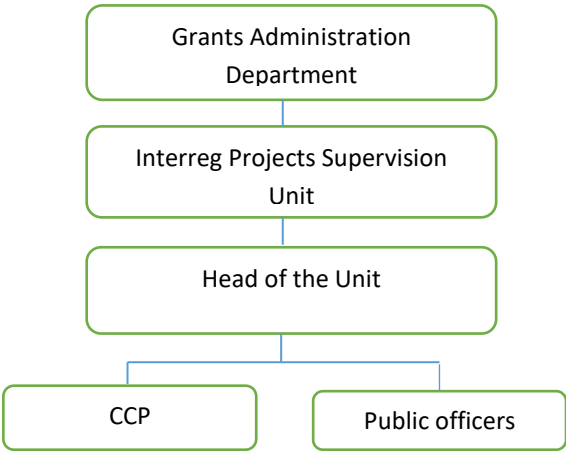 Grants Administration
Department
Interreg Projects Supervision
Unit
Head of the Unit
CCP
Public officers